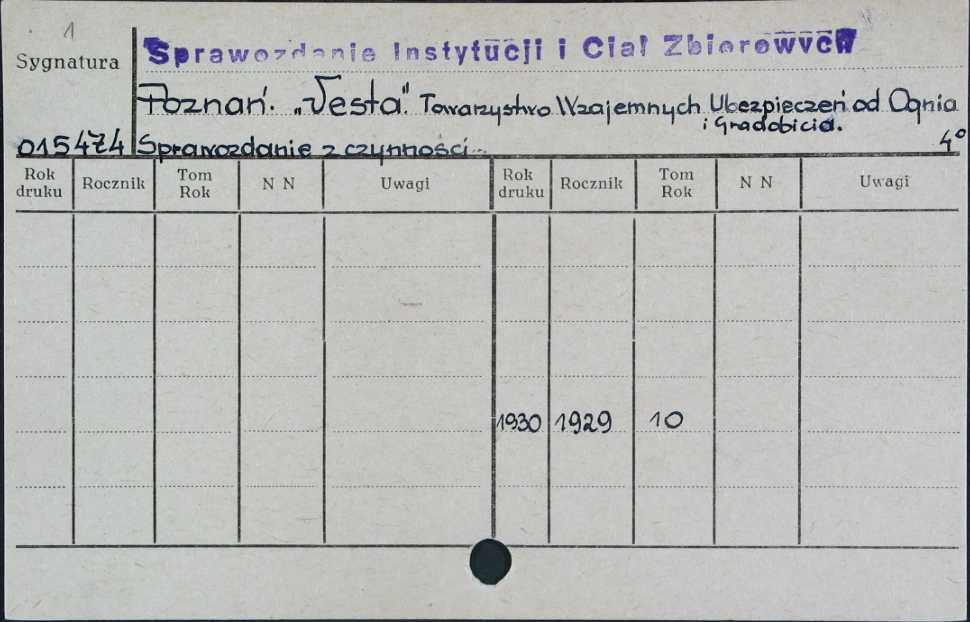 1
Sygnatura
Sprawozdanie Instytucji i Ciał Zbiorowych
Poznań. „Vesta". Towarzystwo Wzajemnych Ubezpieczeń od Ognia
i Gradobicia.
015474 Sprawozdanie z czynności... 4°
Rok druku Rocznik Tom Rok N N Uwagi Rok druku Rocznik Tom Rok N N Uwagi
1930 1929 10